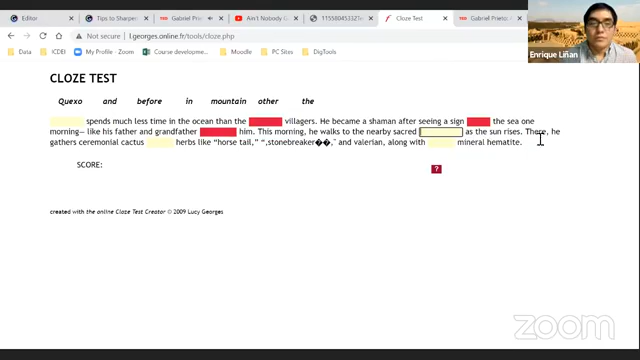 Editor
Tips to Sharpe
TED Gabriel Prieto
Ain't Nobody G
11558045332Te
Cloze Test
TED Gabriel Prieto: A
Not secure | l.georges.online.fr/tools/cloze.php
Data
ICDEI
My Profile - Zoom
Course developmen...
Moodle
PC Sites
DigTools
Enrique Liñan
CLOZE TEST
Quexo and before in mountain other the
spends much less time in the ocean than the villagers. He became a shaman after seeing a sign the sea one
morning— like his father and grandfather him. This morning, he walks to the nearby sacred as the sun rises. There, he
gathers ceremonial cactus herbs like “horse tail,” “,stonebreaker��,” and valerian, along with mineral hematite.
SCORE:
?
created with the online Cloze Test Creator © 2009 Lucy Georges
zoom